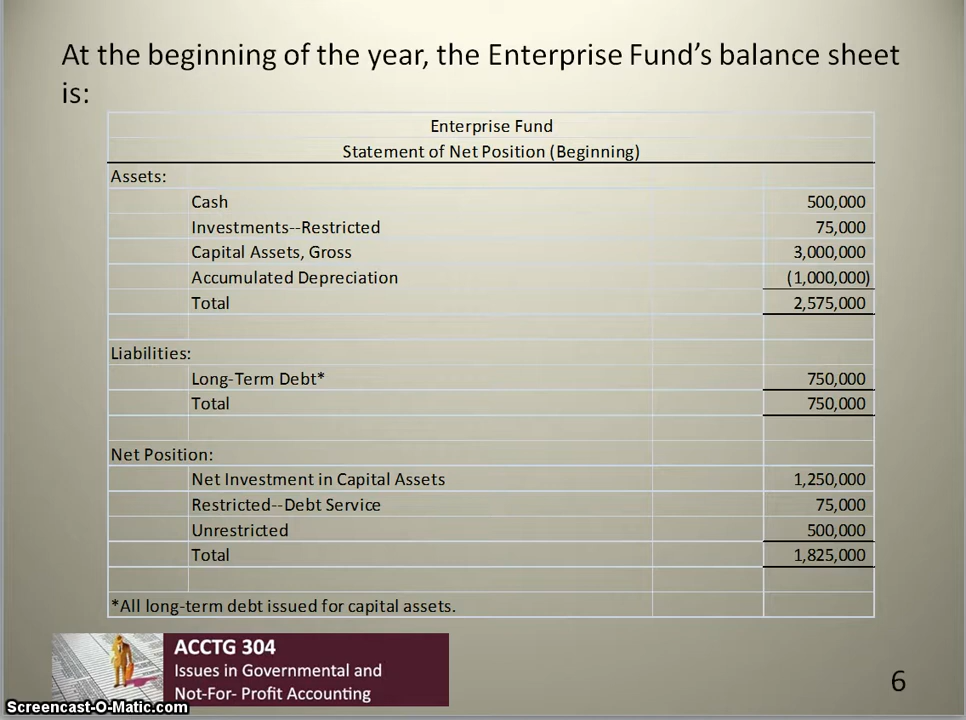 At the beginning of the year, the Enterprise Fund's balance sheet
is:
Enterprise Fund
Statement of Net Position (Beginning)
Assets:
Cash 500,000
Investments--Restricted 75,000
Capital Assets, Gross 3,000,000
Accumulated Depreciation (1,000,000)
Total 2,575,000
Liabilities:
Long-Term Debt* 750,000
Total 750,000
Net Position:
Net Investment in Capital Assets 1,250,000
Restricted--Debt Service 75,000
Unrestricted 500,000
Total 1,825,000
*All long-term debt issued for capital assets.
ACCTG 304
Issues in Governmental and
Not-For- Profit Accounting
6
Screencast-O-Matic.com